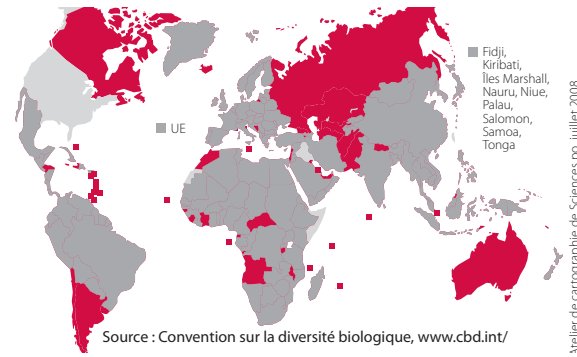 Fidji,
Kiribati,
Îles Marshall,
Nauru, Niue,
Palau,
Salomon,
Samoa,
Tonga
UE
Source : Convention sur la diversité biologique, www.cbd.int/
Atelier de cartographie de Sciences po, juillet 2008